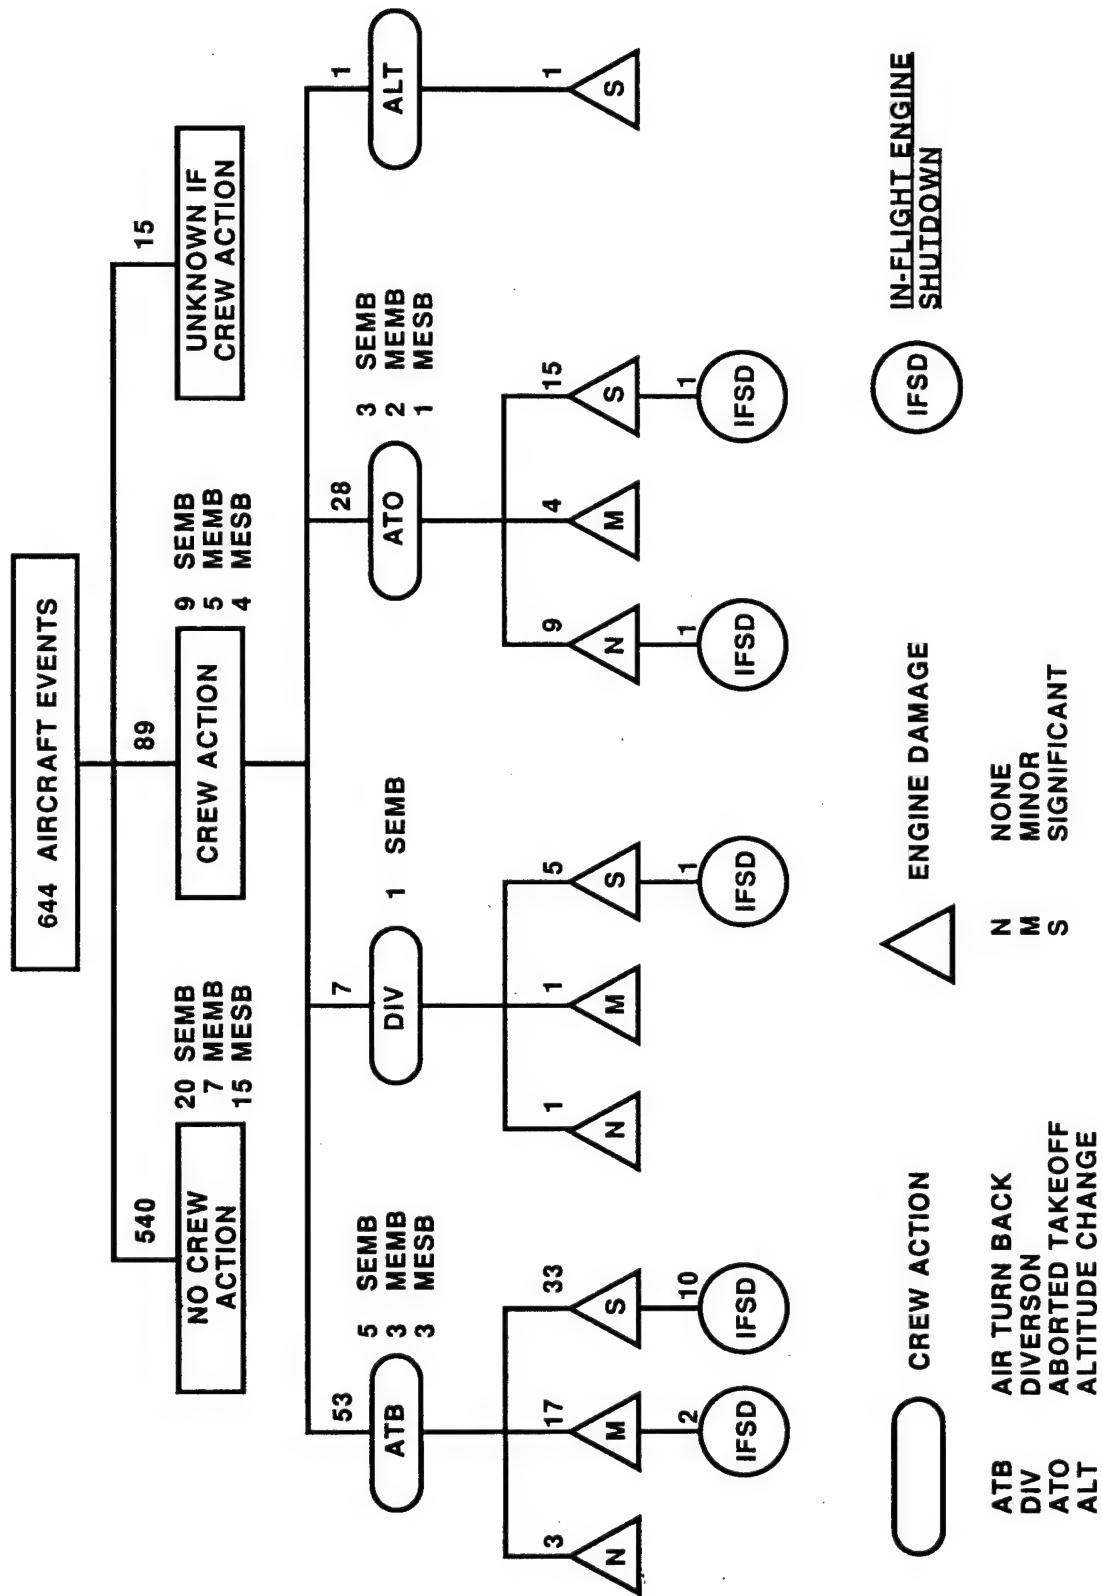 644 AIRCRAFT EVENTS
540
89
15
NO CREW
ACTION
20 SEMB
7 MEMB
15 MESB
CREW ACTION
9 SEMB
5 MEMB
4 MESB
UNKNOWN IF
CREW ACTION
53
7
28
1
ATB
5 SEMB
3 MEMB
3 MESB
DIV
1 SEMB
ATO
3 SEMB
2 MEMB
1 MESB
ALT
3
17
33
1
1
5
9
4
15
1
N
M
S
N
M
S
N
M
S
S
2
10
1
1
1
IFSD
IFSD
IFSD
IFSD
IFSD
CREW ACTION
ATB AIR TURN BACK
DIV DIVERSON
ATO ABORTED TAKEOFF
ALT ALTITUDE CHANGE
ENGINE DAMAGE
N NONE
M MINOR
S SIGNIFICANT
IFSD
IN-FLIGHT ENGINE
SHUTDOWN